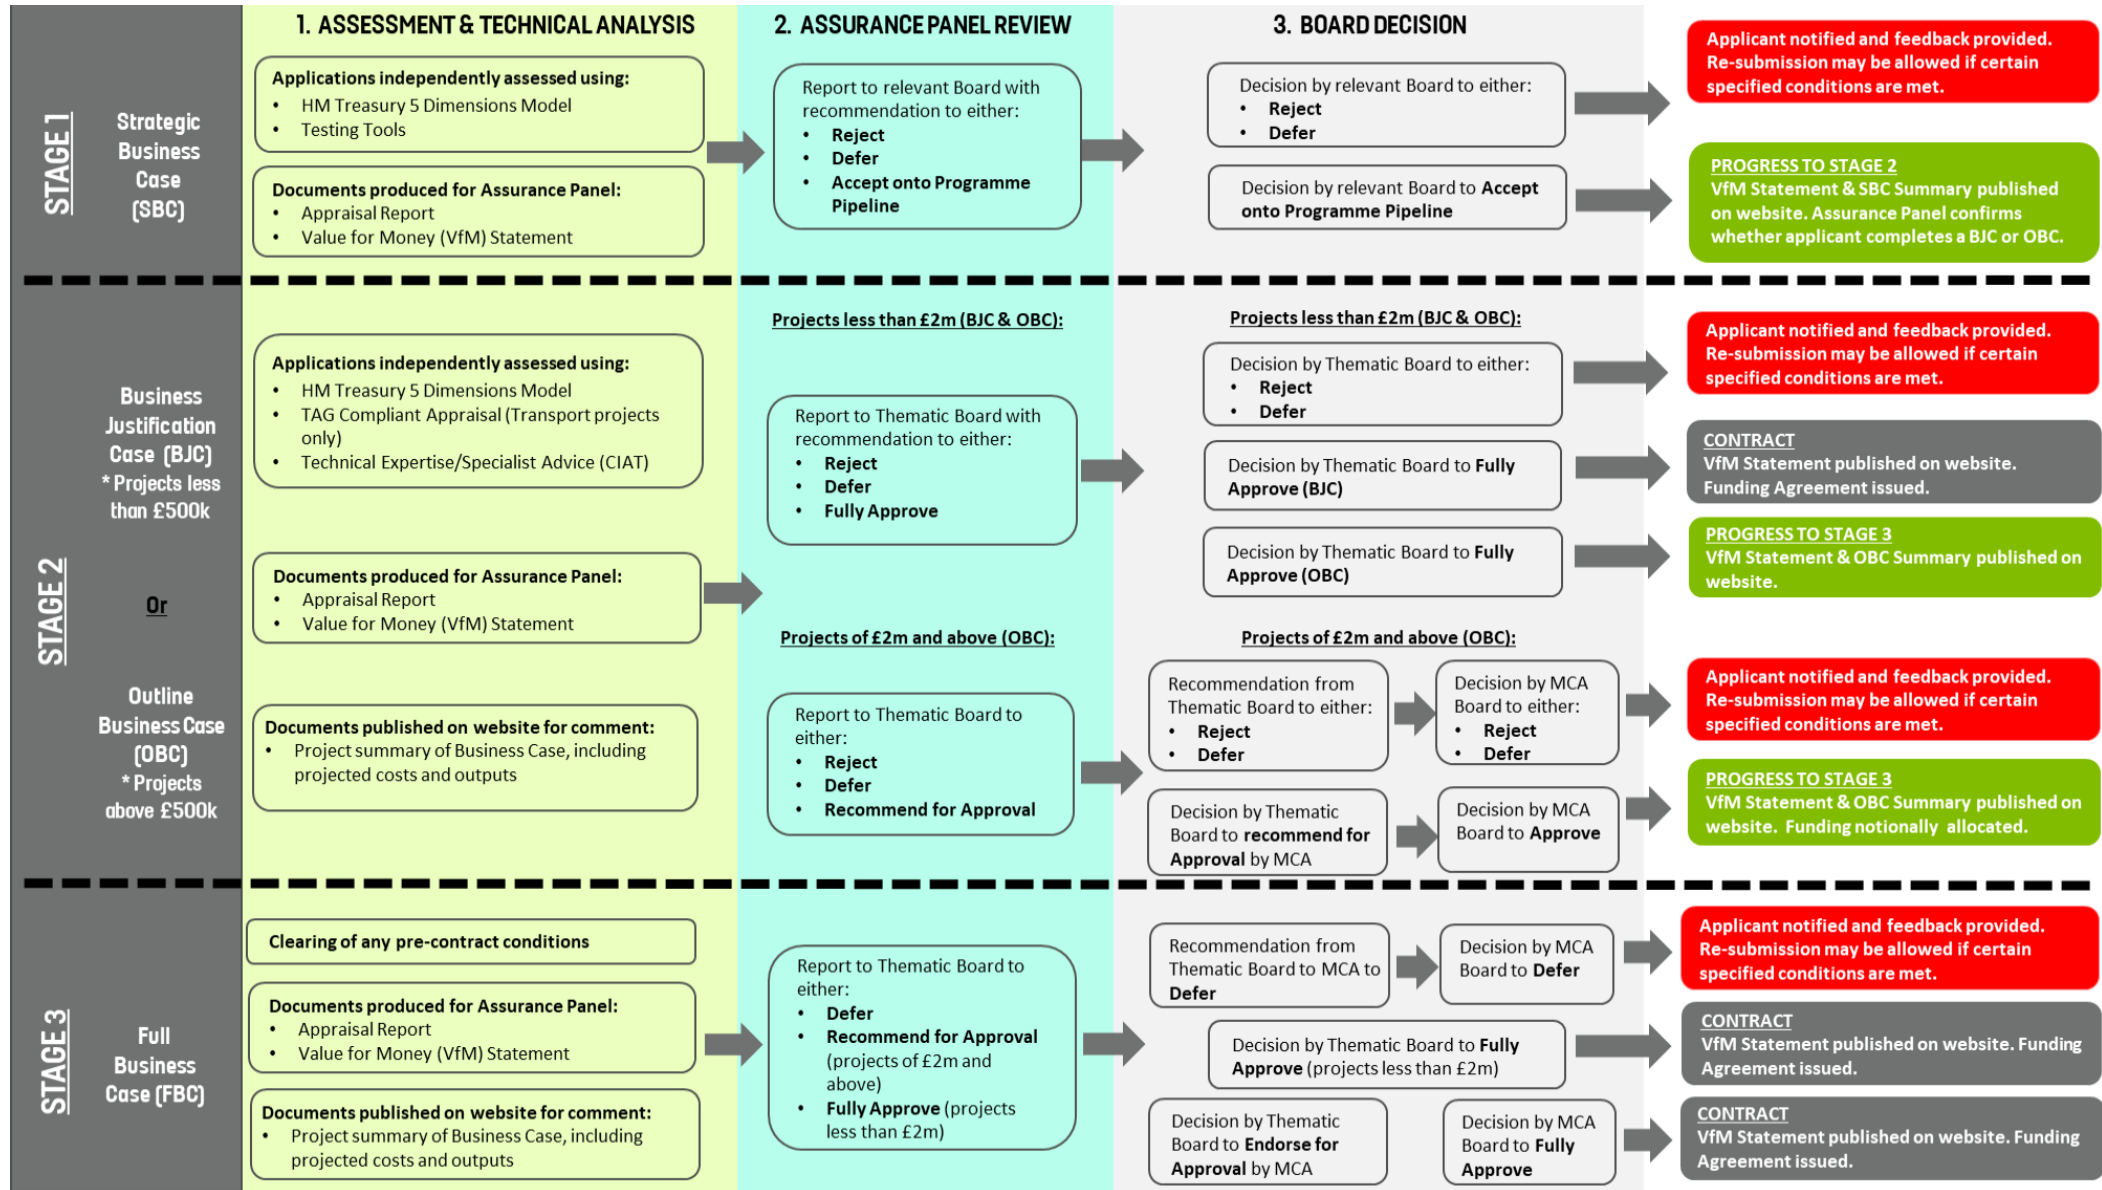 1. ASSESSMENT & TECHNICAL ANALYSIS
2. ASSURANCE PANEL REVIEW
3. BOARD DECISION
STAGE 1
Strategic
Business
Case
(SBC)
Applications independently assessed using:
• HM Treasury 5 Dimensions Model
• Testing Tools
Documents produced for Assurance Panel:
• Appraisal Report
• Value for Money (VfM) Statement
Report to relevant Board with
recommendation to either:
• Reject
• Defer
• Accept onto Programme
Pipeline
Decision by relevant Board to either:
• Reject
• Defer
Decision by relevant Board to Accept
onto Programme Pipeline
Applicant notified and feedback provided.
Re-submission may be allowed if certain
specified conditions are met.
PROGRESS TO STAGE 2
VfM Statement & SBC Summary published
on website. Assurance Panel confirms
whether applicant completes a BJC or OBC.
STAGE 2
Business
Justification
Case (BJC)
* Projects less
than £500k
Or
Outline
Business Case
(OBC)
* Projects
above £500k
Applications independently assessed using:
• HM Treasury 5 Dimensions Model
• TAG Compliant Appraisal (Transport projects
only)
• Technical Expertise/Specialist Advice (CIAT)
Documents produced for Assurance Panel:
• Appraisal Report
• Value for Money (VfM) Statement
Documents published on website for comment:
• Project summary of Business Case, including
projected costs and outputs
Projects less than £2m (BJC & OBC):
Report to Thematic Board with
recommendation to either:
• Reject
• Defer
• Fully Approve
Projects of £2m and above (OBC):
Report to Thematic Board to
either:
• Reject
• Defer
• Recommend for Approval
Projects less than £2m (BJC & OBC):
Decision by Thematic Board to either:
• Reject
• Defer
Decision by Thematic Board to Fully
Approve (BJC)
Decision by Thematic Board to Fully
Approve (OBC)
Projects of £2m and above (OBC):
Recommendation from
Thematic Board to either:
• Reject
• Defer
Decision by MCA
Board to either:
• Reject
• Defer
Decision by Thematic
Board to recommend for
Approval by MCA
Decision by MCA
Board to Approve
Applicant notified and feedback provided.
Re-submission may be allowed if certain
specified conditions are met.
CONTRACT
VfM Statement published on website.
Funding Agreement issued.
PROGRESS TO STAGE 3
VfM Statement & OBC Summary published on
website.
Applicant notified and feedback provided.
Re-submission may be allowed if certain
specified conditions are met.
PROGRESS TO STAGE 3
VfM Statement & OBC Summary published on
website. Funding notionally allocated.
STAGE 3
Full
Business
Case (FBC)
Clearing of any pre-contract conditions
Documents produced for Assurance Panel:
• Appraisal Report
• Value for Money (VfM) Statement
Documents published on website for comment:
• Project summary of Business Case, including
projected costs and outputs
Report to Thematic Board to
either:
• Defer
• Recommend for Approval
(projects of £2m and
above)
• Fully Approve (projects
less than £2m)
Recommendation from
Thematic Board to MCA to
Defer
Decision by MCA
Board to Defer
Decision by Thematic Board to Fully
Approve (projects less than £2m)
Decision by Thematic
Board to Endorse for
Approval by MCA
Decision by MCA
Board to Fully
Approve
Applicant notified and feedback provided.
Re-submission may be allowed if certain
specified conditions are met.
CONTRACT
VfM Statement published on website. Funding
Agreement issued.
CONTRACT
VfM Statement published on website. Funding
Agreement issued.